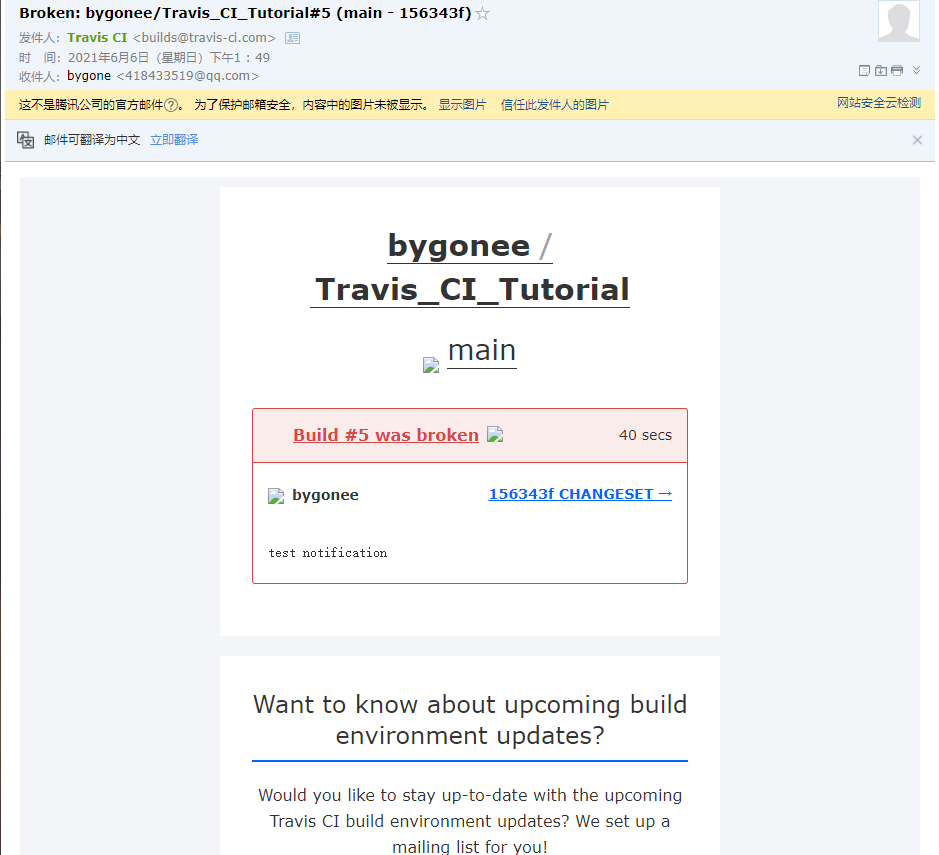 Broken: bygonee/Travis_CI_Tutorial#5 (main - 156343f)
发件人：Travis CI <builds@travis-ci.com>
时 间：2021年6月6日（星期日）下午1：49
收件人：bygone <418433519@qq.com>
这不是腾讯公司的官方邮件?。 为了保护邮箱安全，内容中的图片未被显示。 显示图片 信任此发件人的图片 网站安全云检测
邮件可翻译为中文 立即翻译
bygonee /
Travis_CI_Tutorial
main
Build #5 was broken 40 secs
bygonee 156343f CHANGESET →
test notification
Want to know about upcoming build
environment updates?
Would you like to stay up-to-date with the upcoming
Travis CI build environment updates? We set up a
mailing list for you!